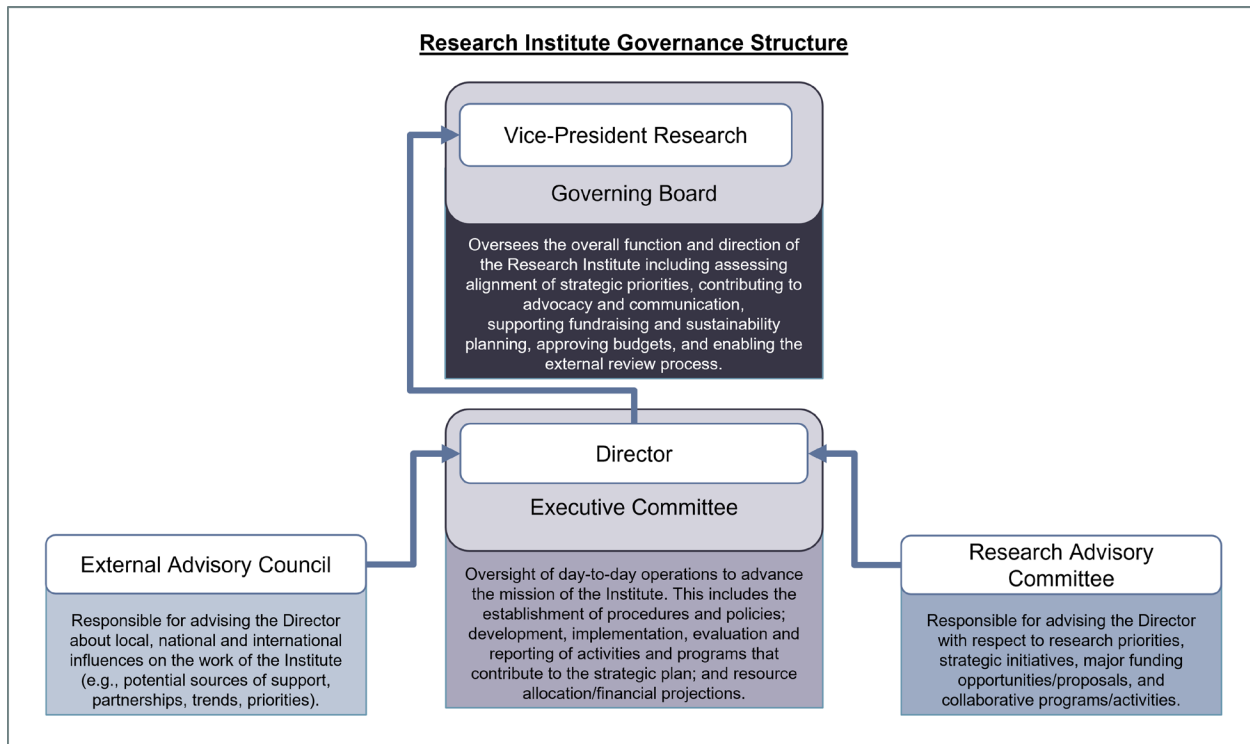 Research Institute Governance Structure
Vice-President Research
Governing Board
Oversees the overall function and direction of
the Research Institute including assessing
alignment of strategic priorities, contributing to
advocacy and communication,
supporting fundraising and sustainability
planning, approving budgets, and enabling the
external review process.
Director
Executive Committee
Oversight of day-to-day operations to advance
the mission of the Institute. This includes the
establishment of procedures and policies;
development, implementation, evaluation and
reporting of activities and programs that
contribute to the strategic plan; and resource
allocation/financial projections.
External Advisory Council
Responsible for advising the Director
about local, national and international
influences on the work of the Institute
(e.g., potential sources of support,
partnerships, trends, priorities).
Research Advisory
Committee
Responsible for advising the Director
with respect to research priorities,
strategic initiatives, major funding
opportunities/proposals, and
collaborative programs/activities.